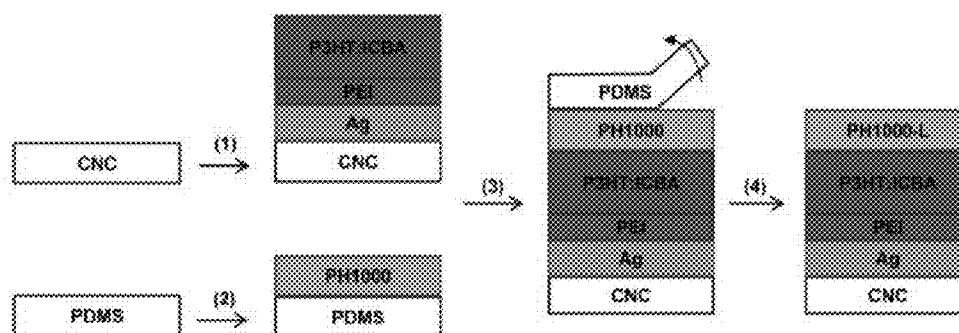 CNC
(1)
P3HT:ICBA
PEI
Ag
CNC
PDMS
(2)
PH1000
PDMS
(3)
PDMS
PH1000
P3HT:ICBA
PEI
Ag
CNC
(4)
PH1000-L
P3HT:ICBA
PEI
Ag
CNC